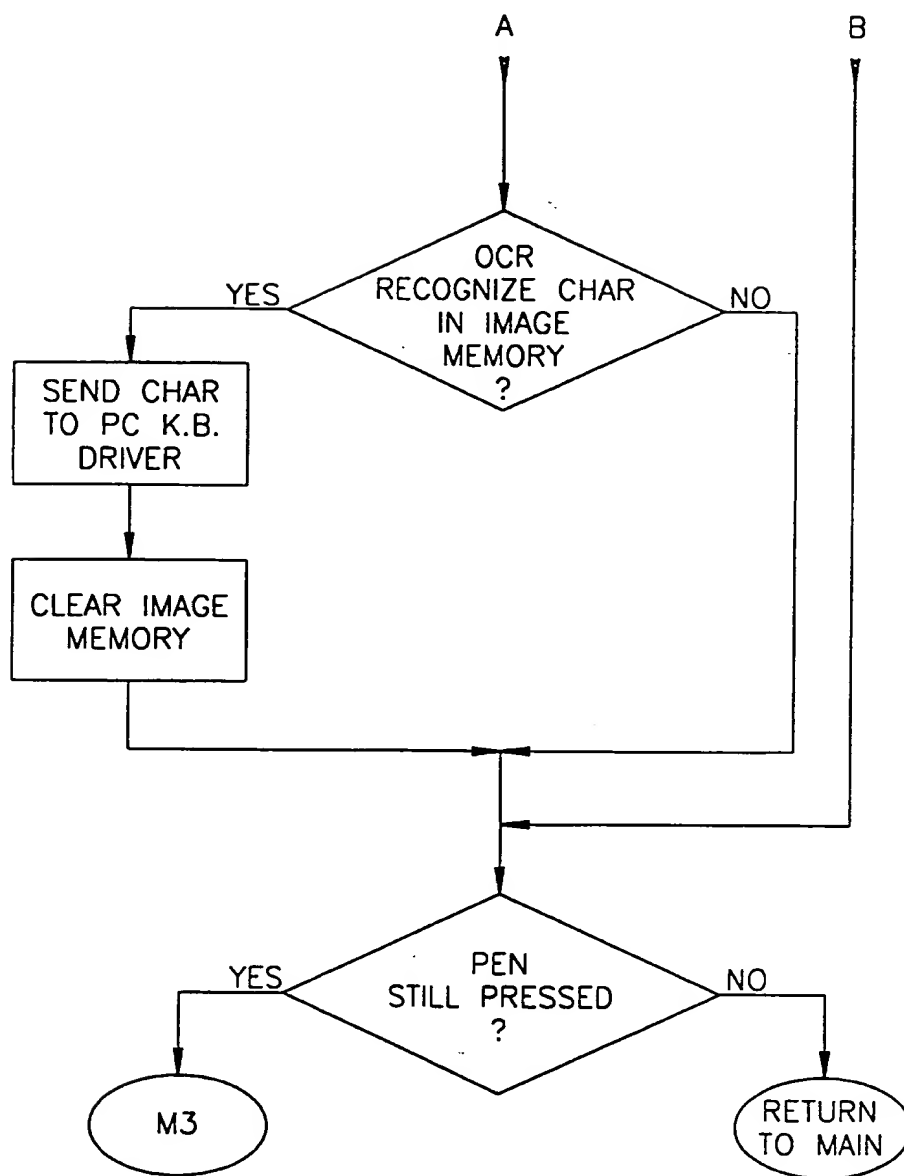 A
B
OCR
RECOGNIZE CHAR
IN IMAGE
MEMORY
?
YES
NO
SEND CHAR
TO PC K.B.
DRIVER
CLEAR IMAGE
MEMORY
PEN
STILL PRESSED
?
YES
NO
M3
RETURN
TO MAIN